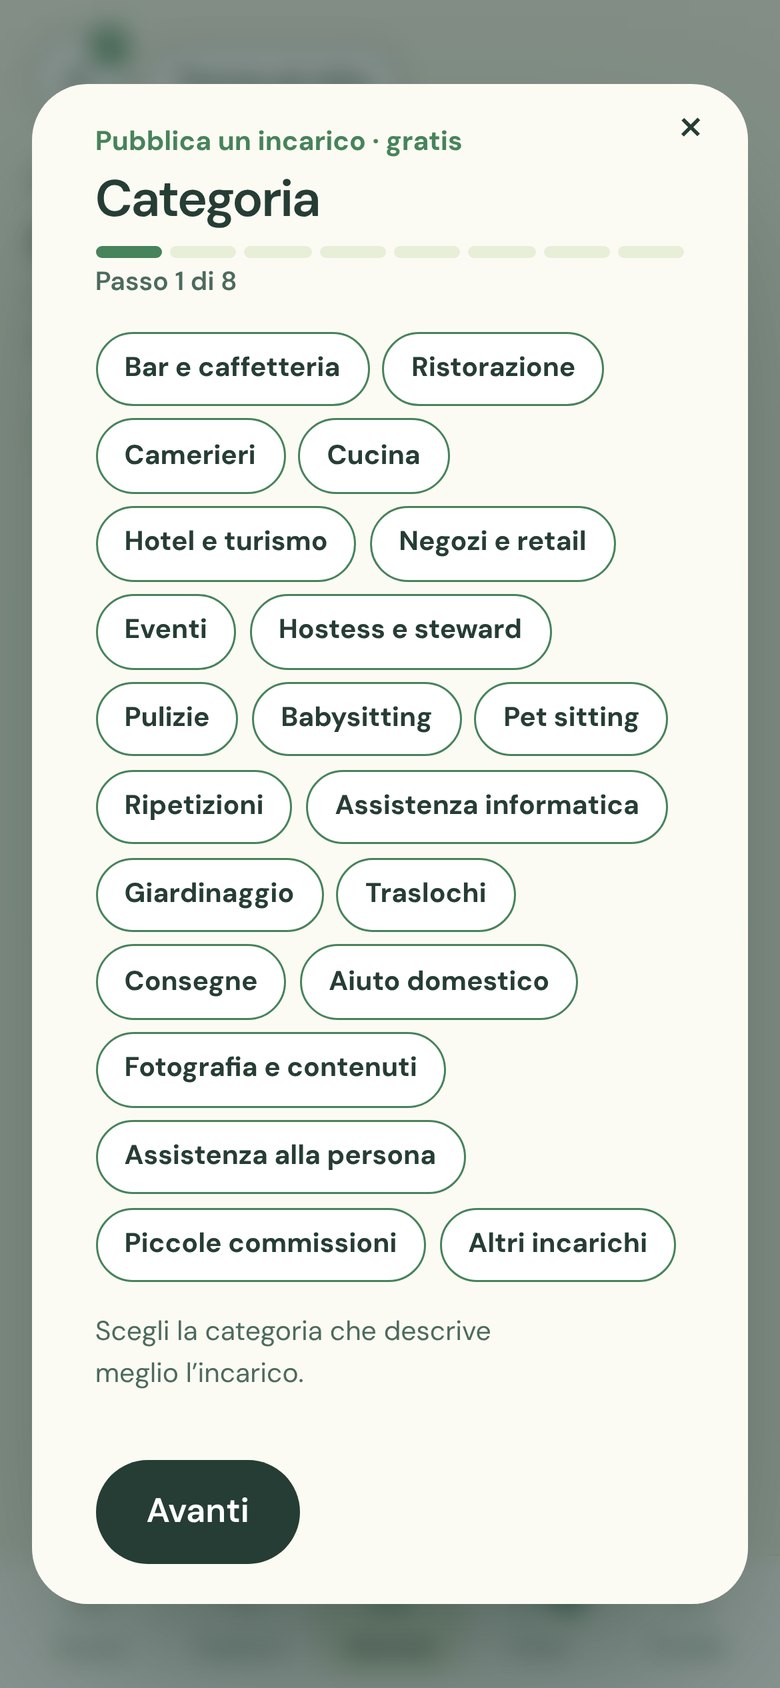 Pubblica un incarico · gratis
×
Categoria
Passo 1 di 8
Bar e caffetteria
Ristorazione
Camerieri
Cucina
Hotel e turismo
Negozi e retail
Eventi
Hostess e steward
Pulizie
Babysitting
Pet sitting
Ripetizioni
Assistenza informatica
Giardinaggio
Traslochi
Consegne
Aiuto domestico
Fotografia e contenuti
Assistenza alla persona
Piccole commissioni
Altri incarichi
Scegli la categoria che descrive
meglio l’incarico.
Avanti